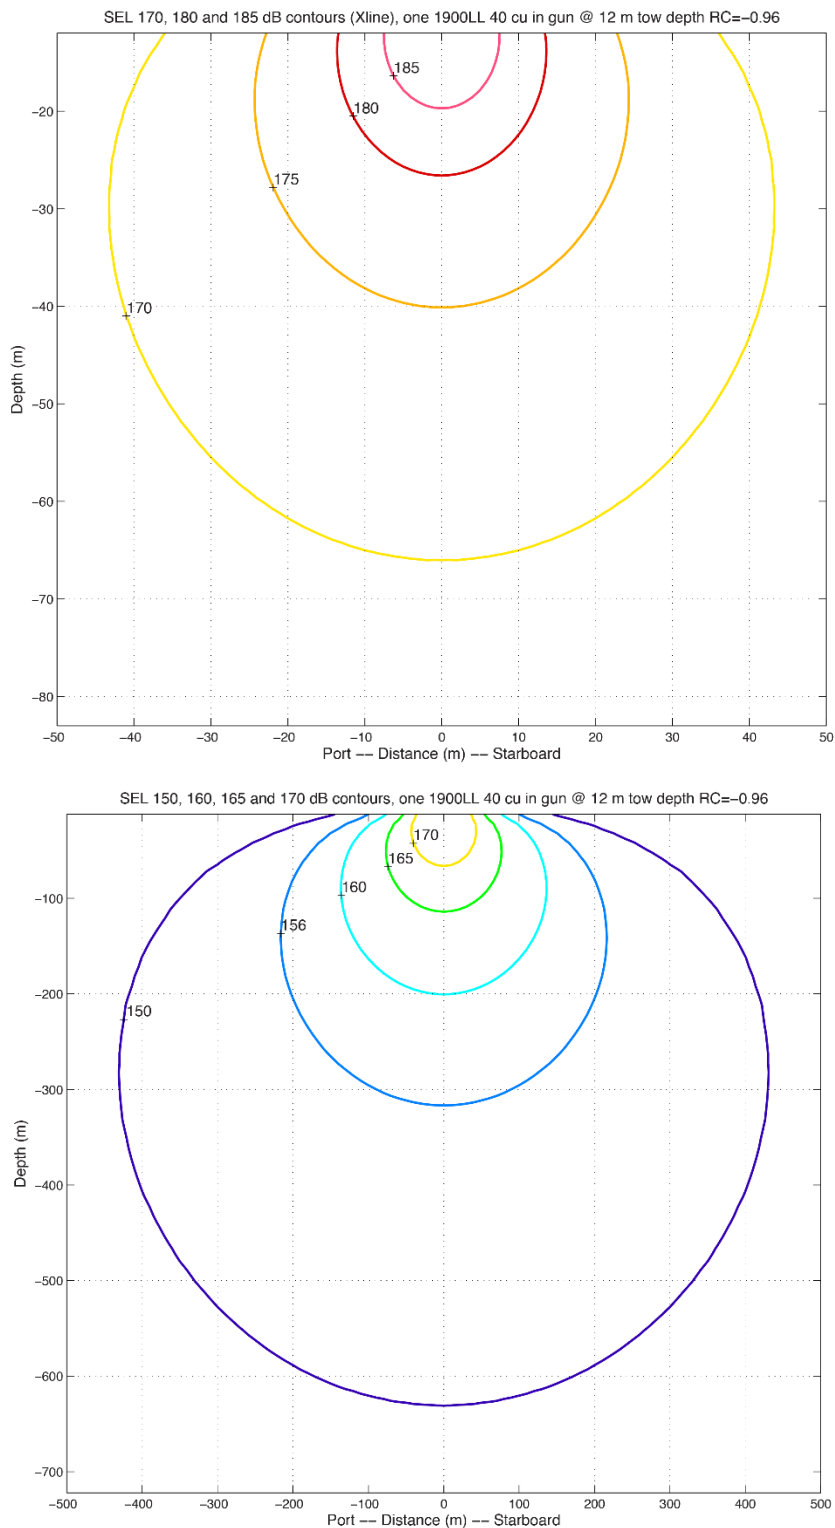 SEL 170, 180 and 185 dB contours (Xline), one 1900LL 40 cu in gun @ 12 m tow depth RC=−0.96
185
180
175
170
−20
−30
−40
−50
−60
−70
−80
Depth (m)
−50 −40 −30 −20 −10 0 10 20 30 40 50
Port −− Distance (m) −− Starboard
SEL 150, 160, 165 and 170 dB contours, one 1900LL 40 cu in gun @ 12 m tow depth RC=−0.96
170
165
160
156
150
−100
−200
−300
−400
−500
−600
−700
Depth (m)
−500 −400 −300 −200 −100 0 100 200 300 400 500
Port −− Distance (m) −− Starboard